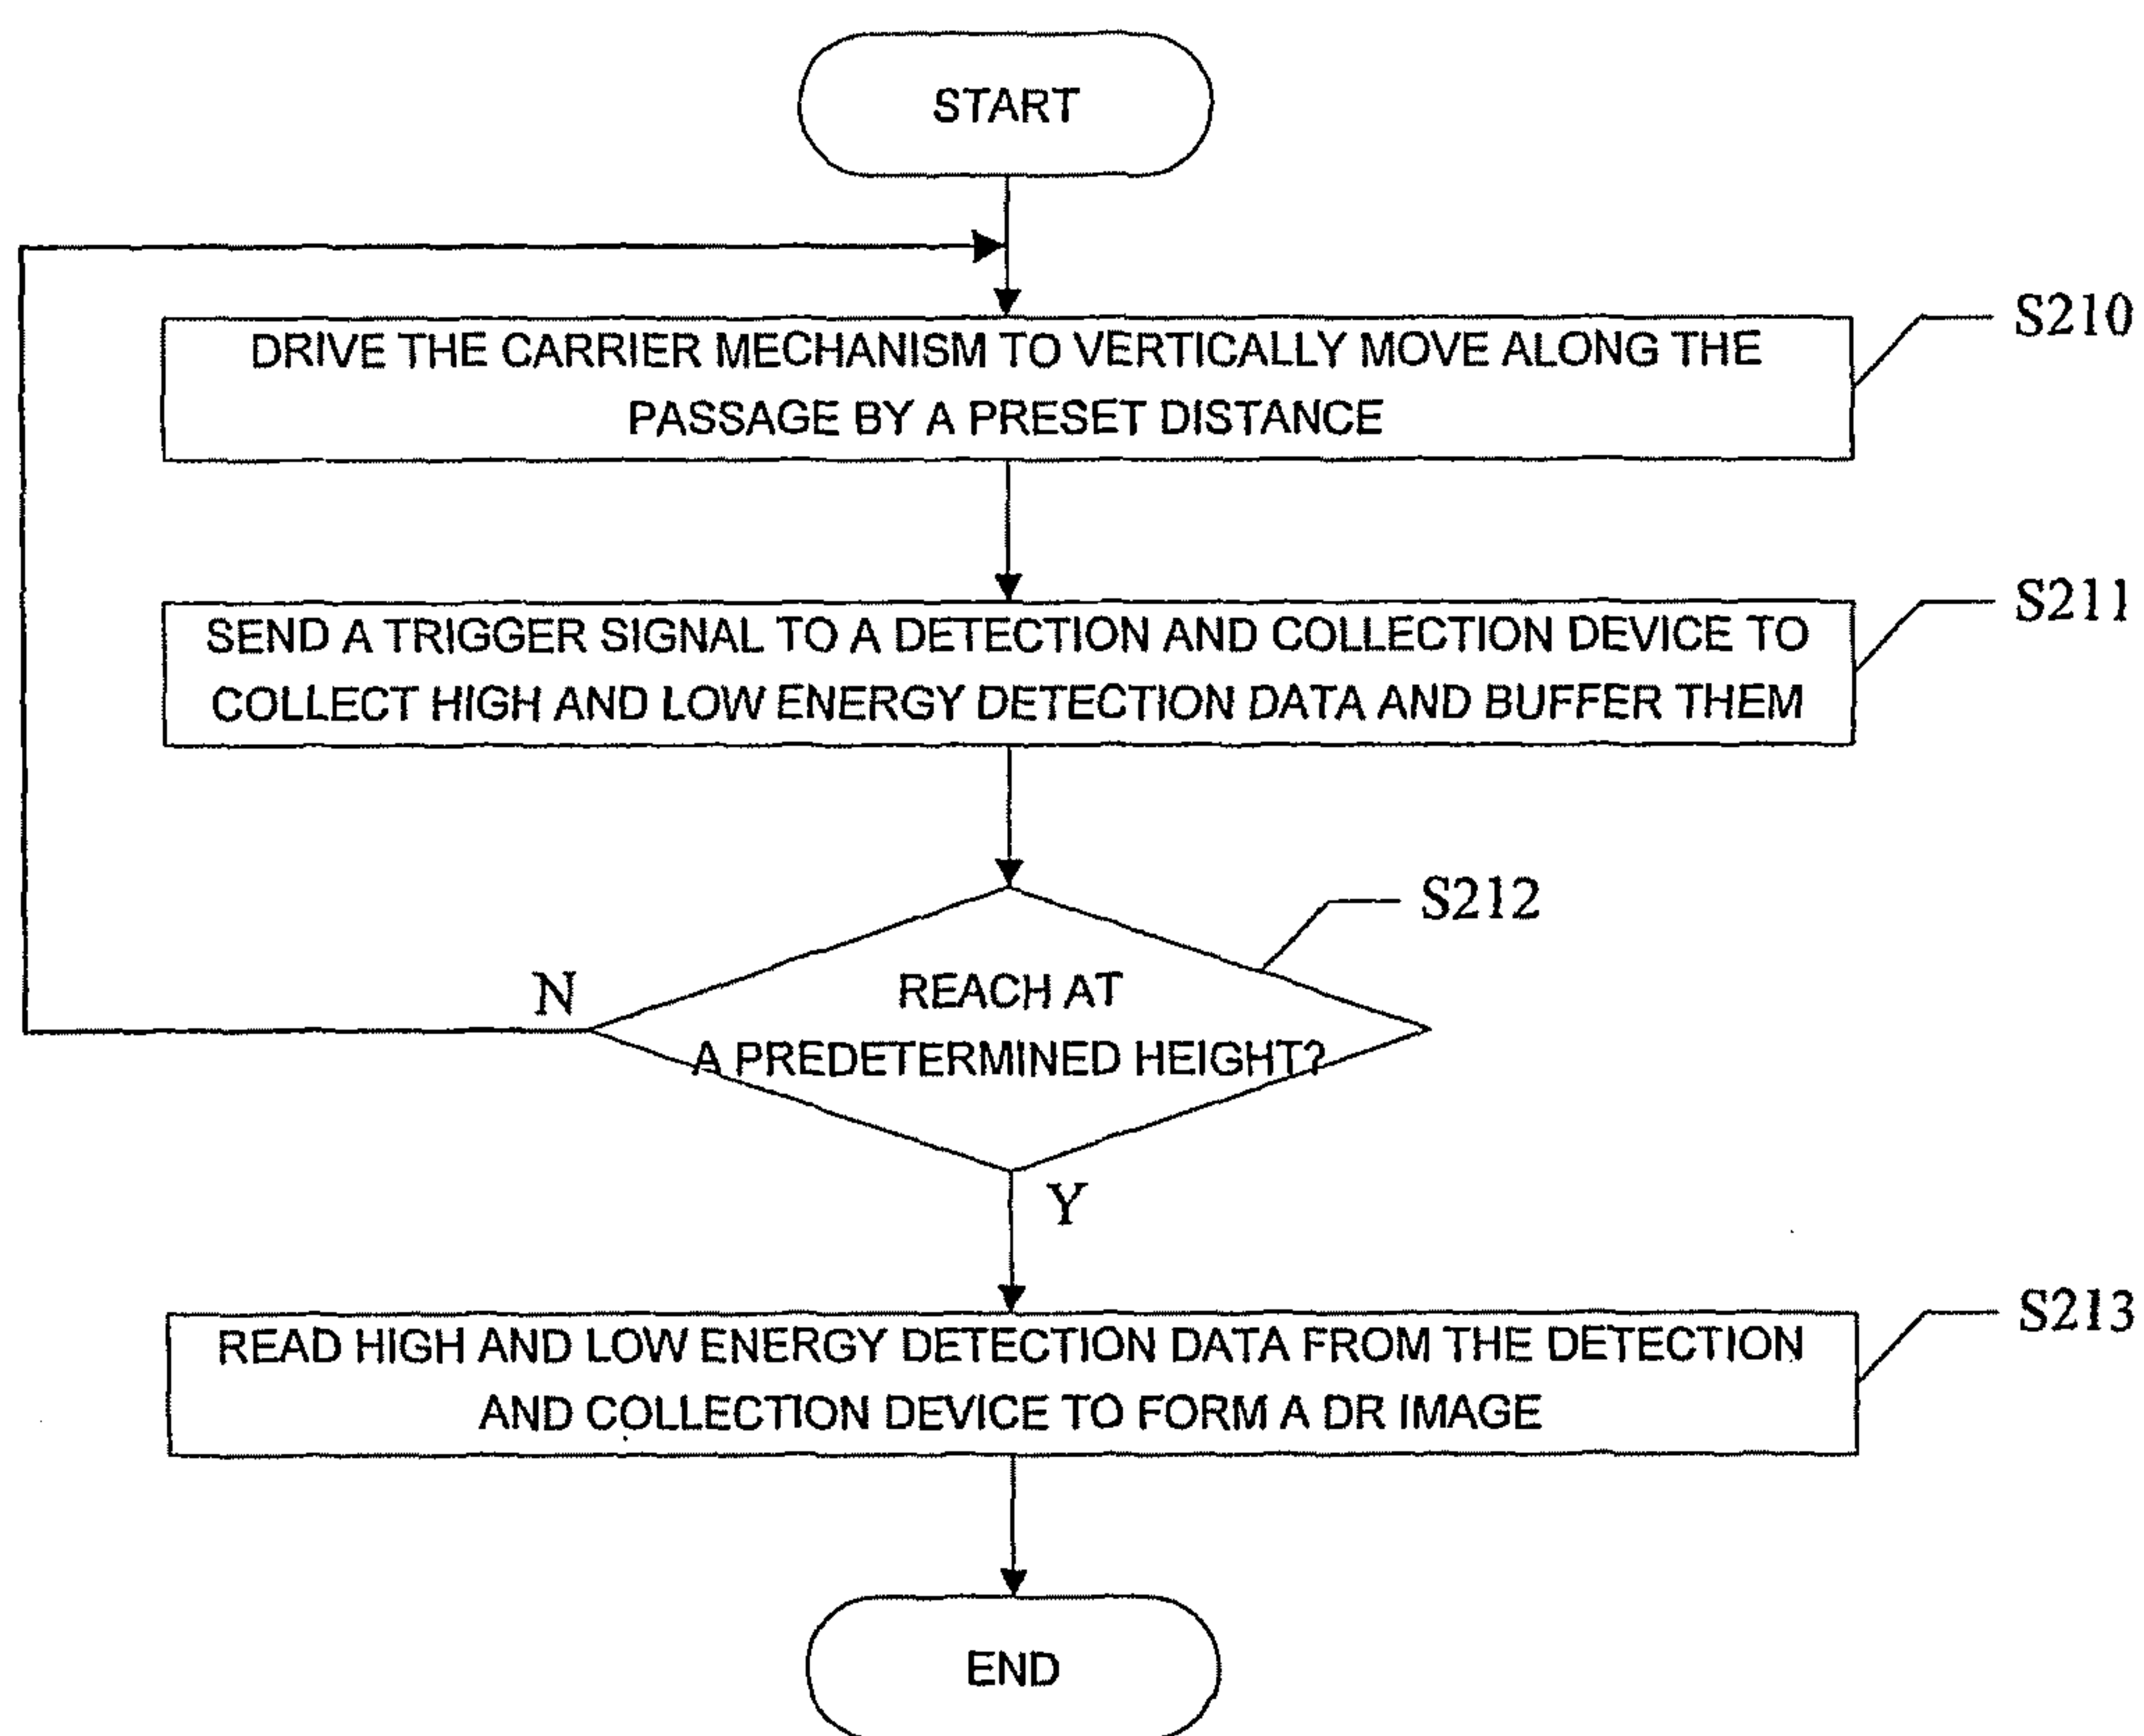 START
DRIVE THE CARRIER MECHANISM TO VERTICALLY MOVE ALONG THE
PASSAGE BY A PRESET DISTANCE
S210
SEND A TRIGGER SIGNAL TO A DETECTION AND COLLECTION DEVICE TO
COLLECT HIGH AND LOW ENERGY DETECTION DATA AND BUFFER THEM
S211
S212
REACH AT
A PREDETERMINED HEIGHT?
N
Y
READ HIGH AND LOW ENERGY DETECTION DATA FROM THE DETECTION
AND COLLECTION DEVICE TO FORM A DR IMAGE
S213
END